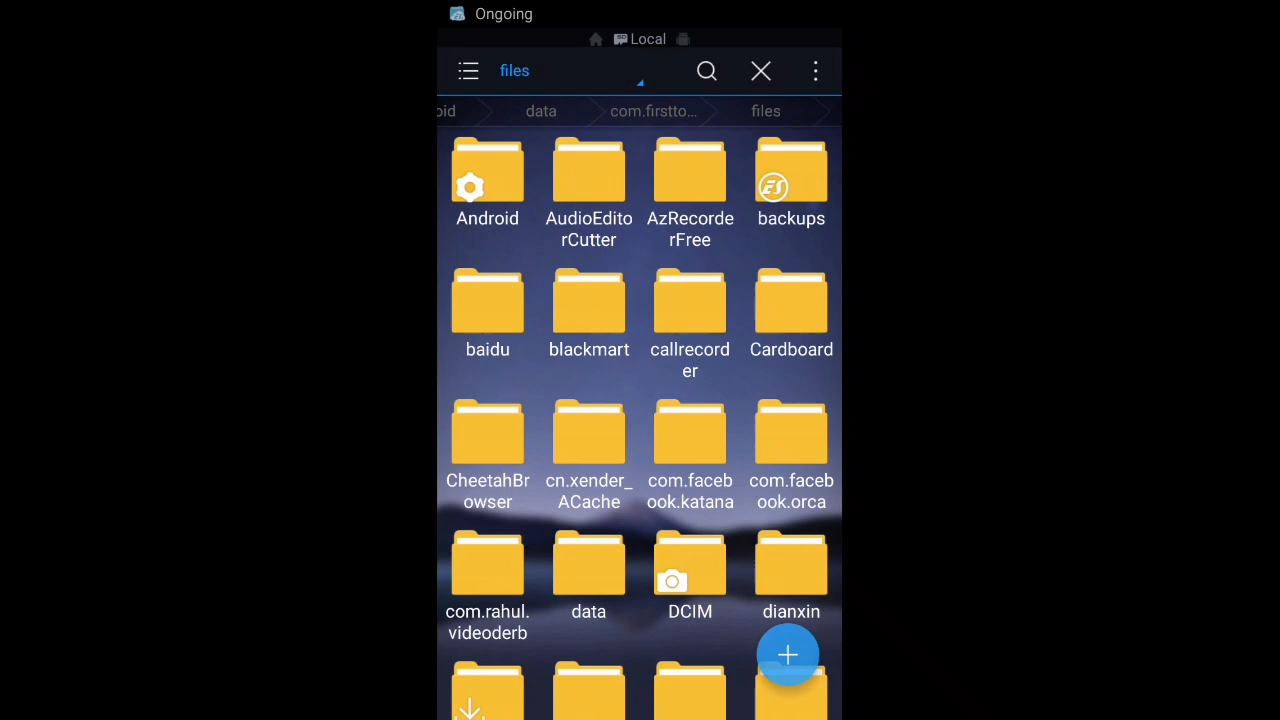 Ongoing
Local
files
oid data com.firstto... files
Android AudioEdito AzRecorde backups
rCutter rFree
baidu blackmart callrecord Cardboard
er
CheetahBr cn.xender_ com.faceb com.faceb
owser ACache ook.katana ook.orca
com.rahul. data DCIM dianxin
videoderb